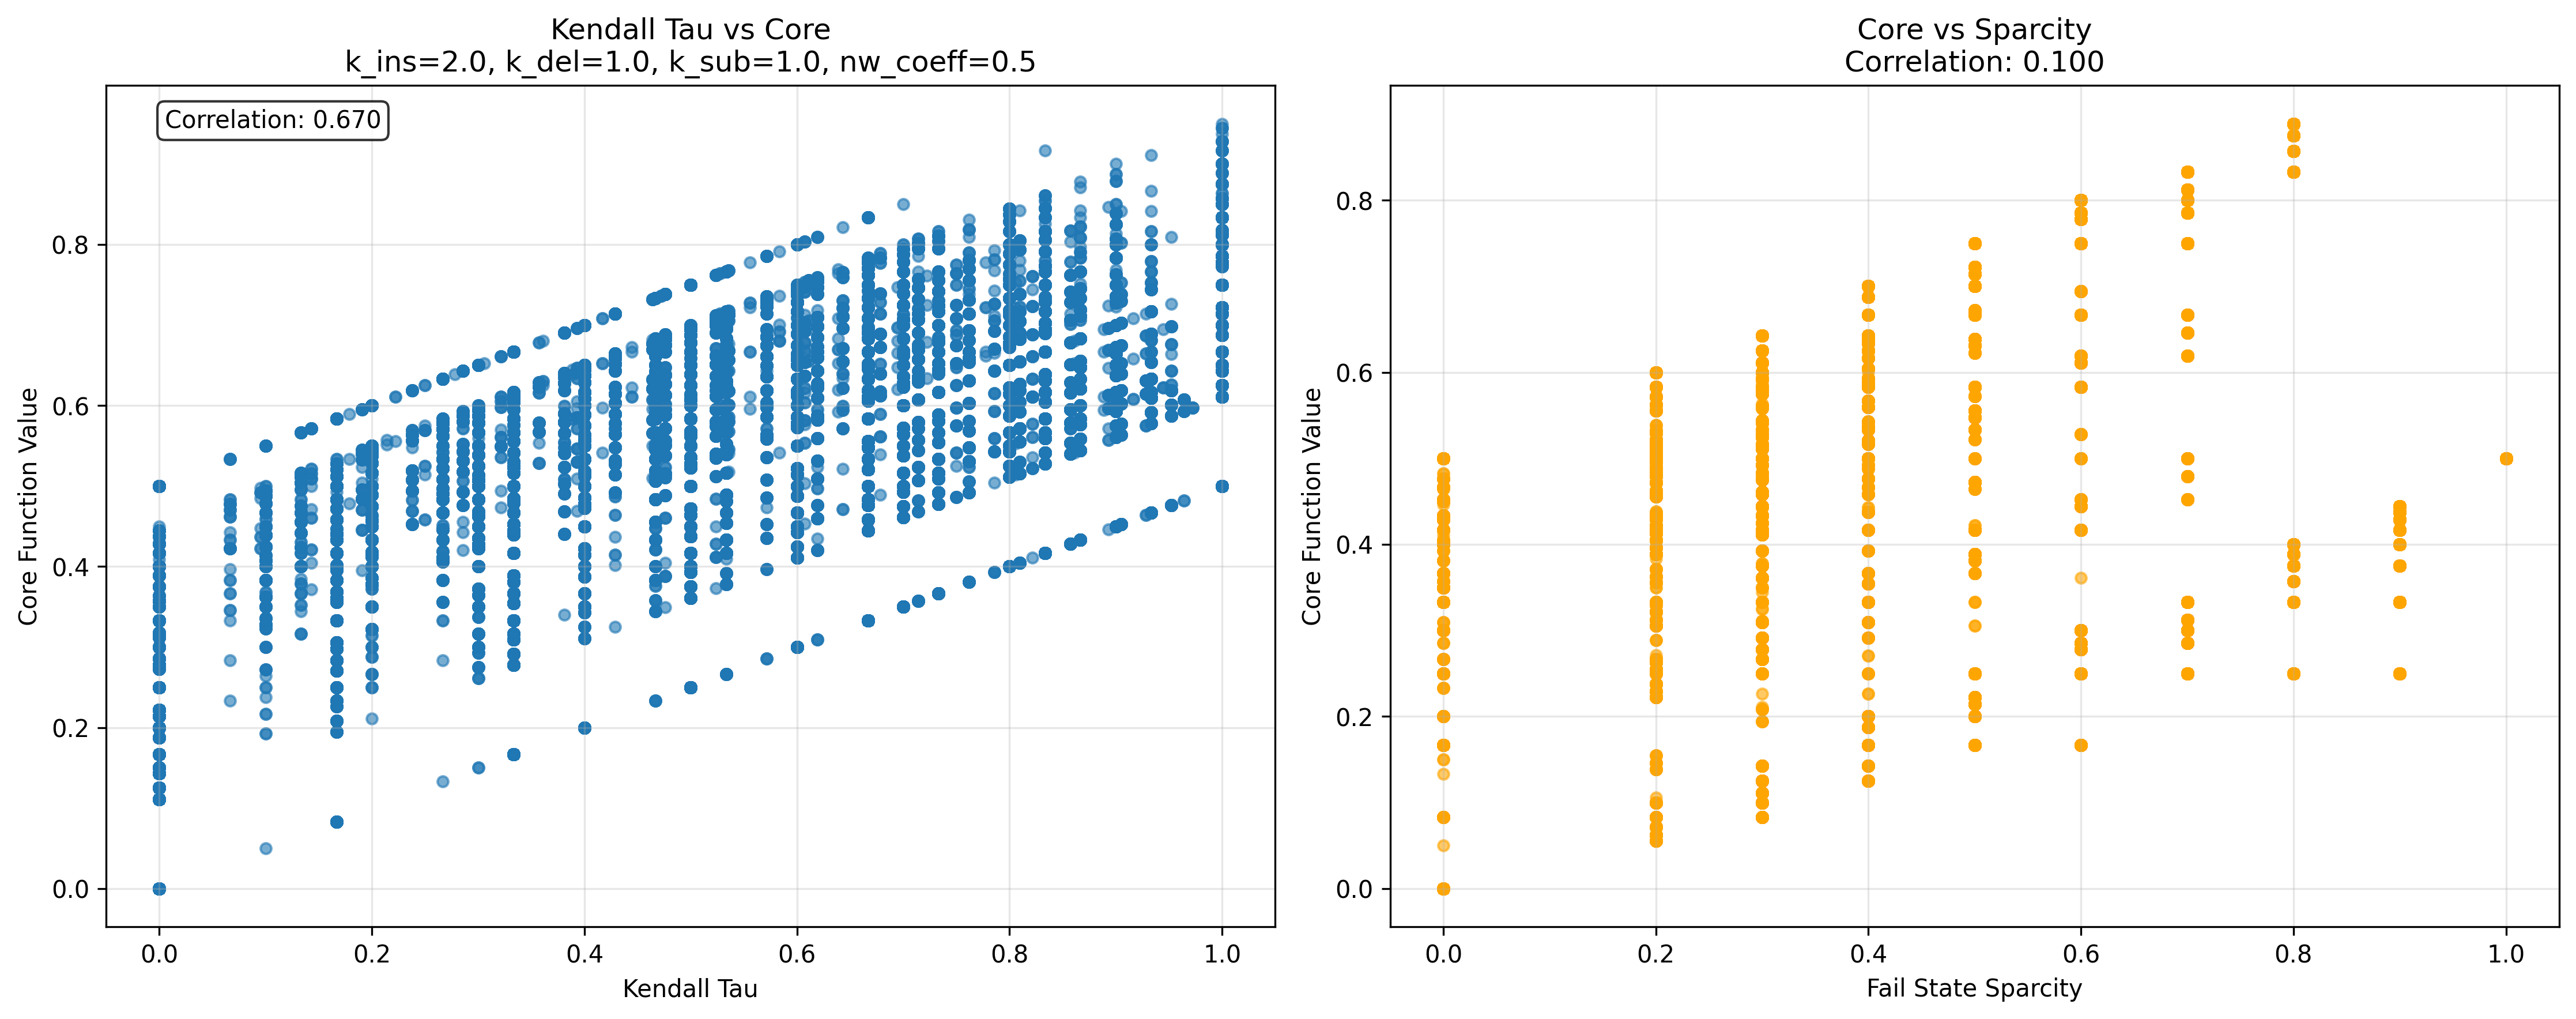 Kendall Tau vs Core
k_ins=2.0, k_del=1.0, k_sub=1.0, nw_coeff=0.5
Correlation: 0.670
Core Function Value
0.8
0.6
0.4
0.2
0.0
0.0 0.2 0.4 0.6 0.8 1.0
Kendall Tau
Core vs Sparcity
Correlation: 0.100
Core Function Value
0.8
0.6
0.4
0.2
0.0
0.0 0.2 0.4 0.6 0.8 1.0
Fail State Sparcity